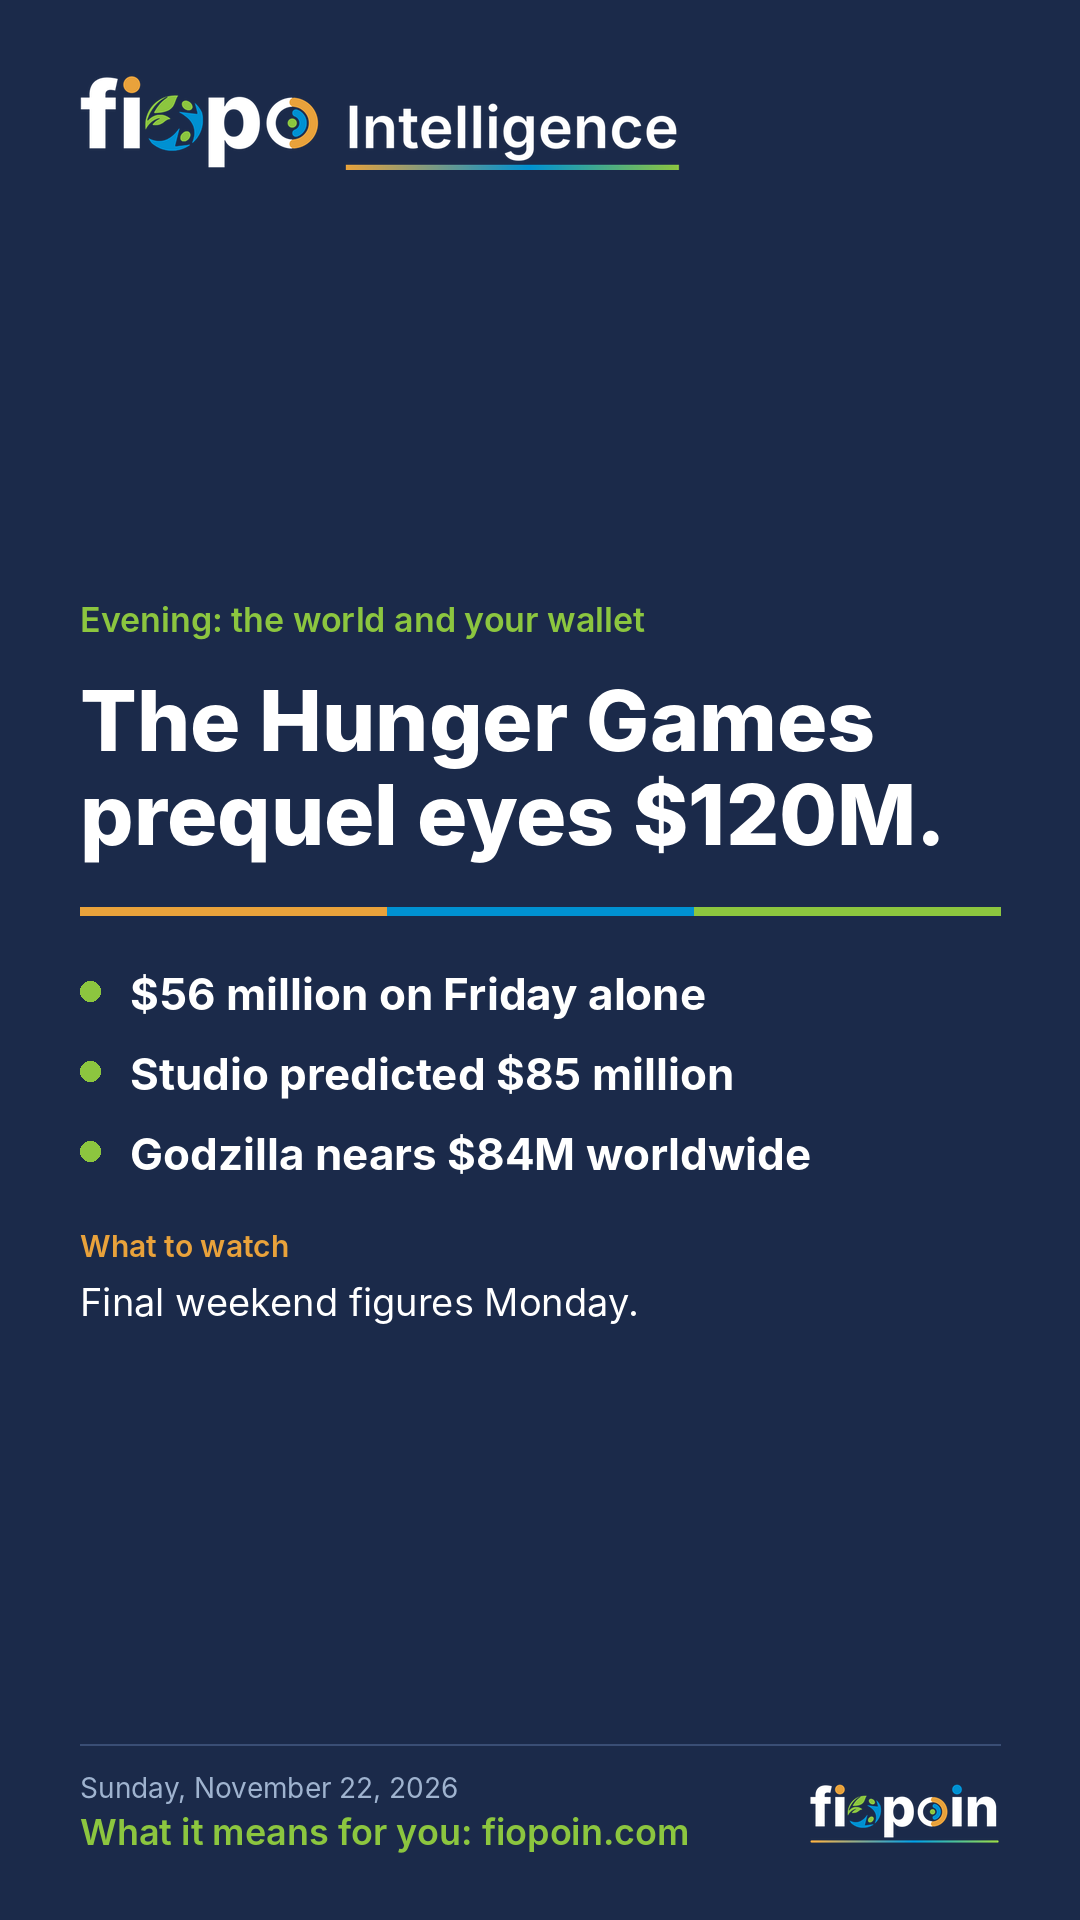 fiopo Intelligence
Evening: the world and your wallet
The Hunger Games
prequel eyes $120M.
$56 million on Friday alone
Studio predicted $85 million
Godzilla nears $84M worldwide
What to watch
Final weekend figures Monday.
Sunday, November 22, 2026
What it means for you: fiopoin.com
fiopoin